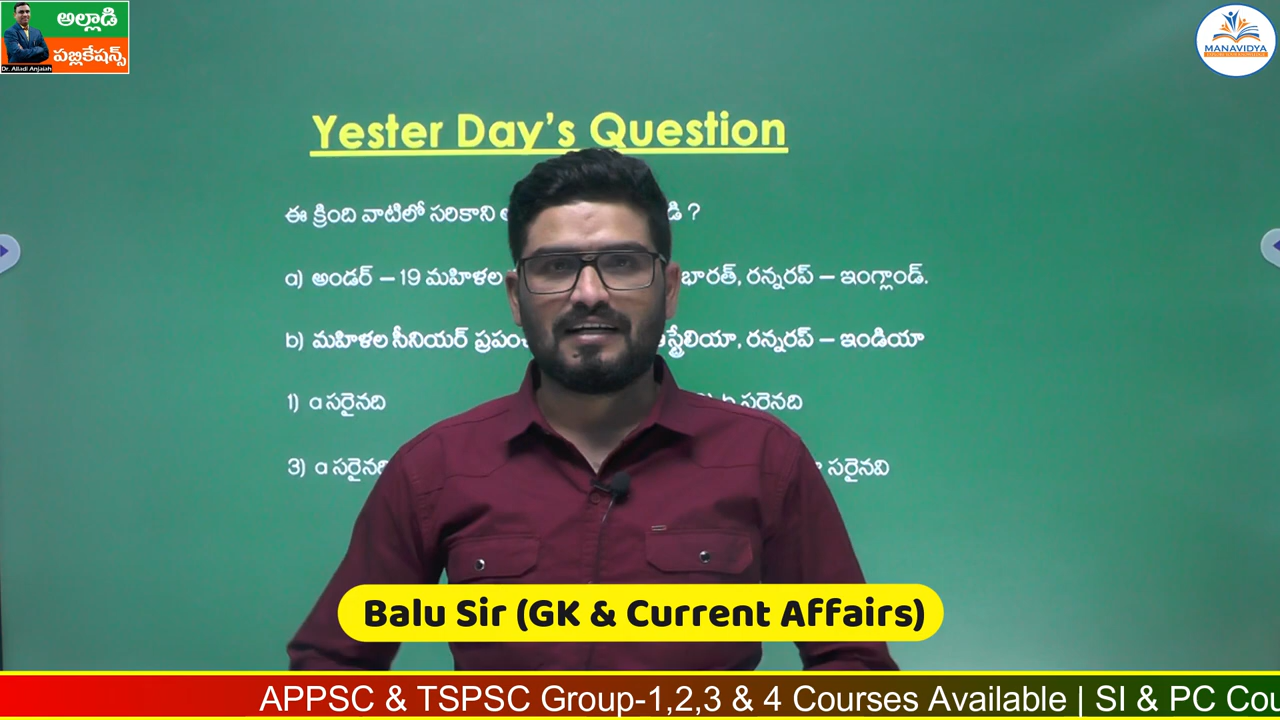 అల్లాడి
పబ్లికేషన్స్
Dr. Alladi Anjaiah
MANAVIDYA
Yester Day's Question
ఈ క్రింది వాటిలో సరికాని ?
a) అండర్ – 19 మహిళల భారత్, రన్నరప్ – ఇంగ్లాండ్.
b) మహిళల సీనియర్ రన్నరప్ – ఇండియా
1) a సరైనది b సరైనది
3) a సరైనవి
Balu Sir (GK & Current Affairs)
APPSC & TSPSC Group-1,2,3 & 4 Courses Available | SI & PC